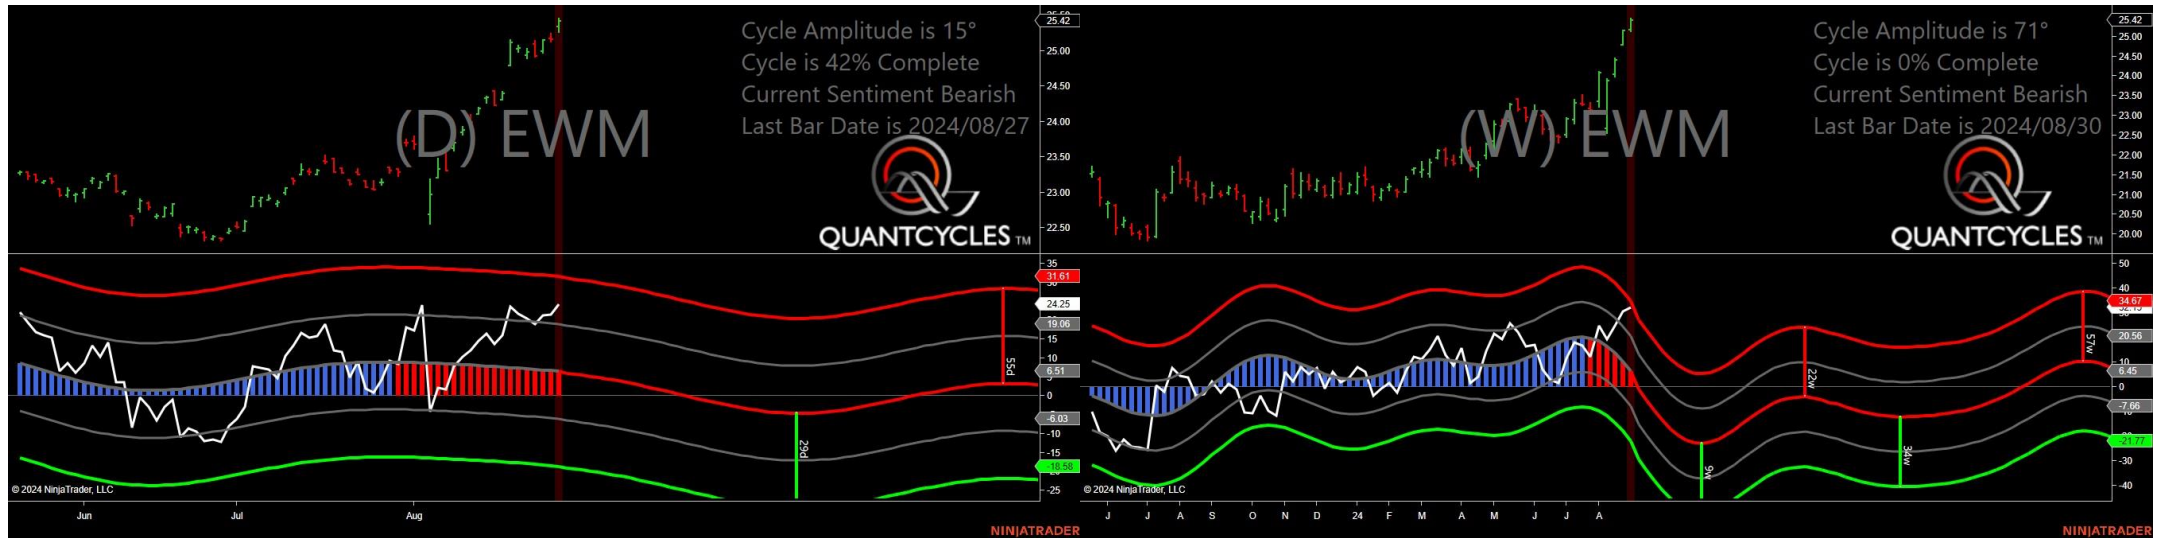 Cycle Amplitude is 15°
Cycle is 42% Complete
Current Sentiment Bearish
Last Bar Date is 2024/08/27
(D) EWM
QUANTCYCLES TM
25.42
25.00
24.50
24.00
23.50
23.00
22.50
35
31.61
24.25
19.06
15
10
6.51
0
-6.03
-10
-15
-18.58
-25
55d
29d
© 2024 NinjaTrader, LLC
Jun Jul Aug
NINJATRADER
Cycle Amplitude is 71°
Cycle is 0% Complete
Current Sentiment Bearish
Last Bar Date is 2024/08/30
(W) EWM
QUANTCYCLES TM
25.42
25.00
24.50
24.00
23.50
23.00
22.50
22.00
21.50
21.00
20.50
20.00
50
40
34.67
20.56
10
6.45
0
-7.66
-21.77
-30
-40
57w
22w
34w
9w
© 2024 NinjaTrader, LLC
J J A S O N D 24 F M A M J J A
NINJATRADER